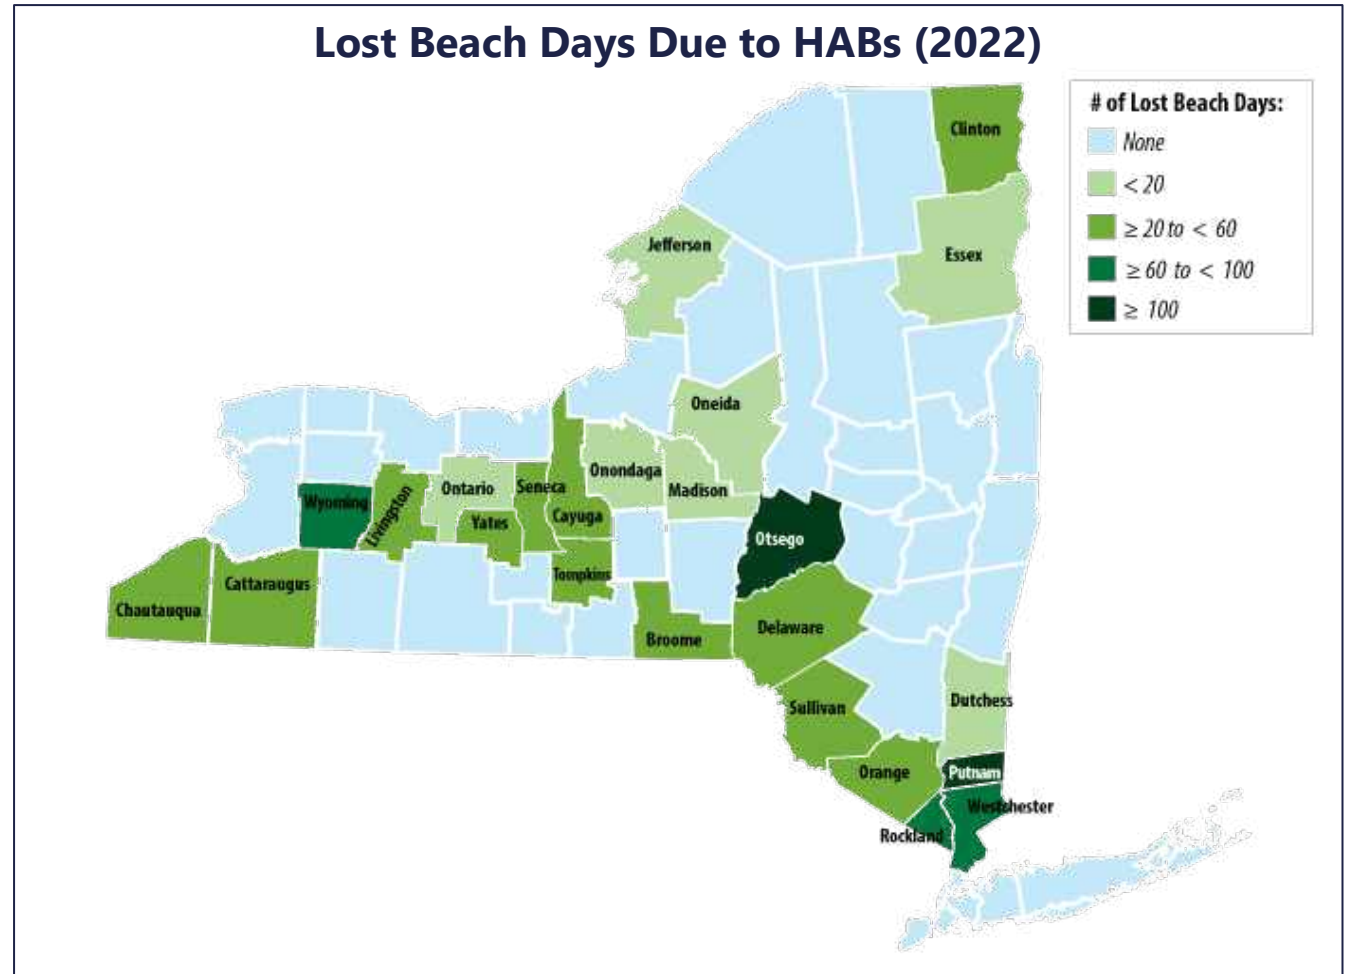 Lost Beach Days Due to HABs (2022)
# of Lost Beach Days:
None
< 20
≥ 20 to < 60
≥ 60 to < 100
≥ 100
Clinton
Essex
Jefferson
Oneida
Onondaga
Madison
Ontario
Seneca
Wyoming
Livingston
Yates
Cayuga
Otsego
Tompkins
Cattaraugus
Chautauqua
Broome
Delaware
Sullivan
Dutchess
Orange
Putnam
Westchester
Rockland